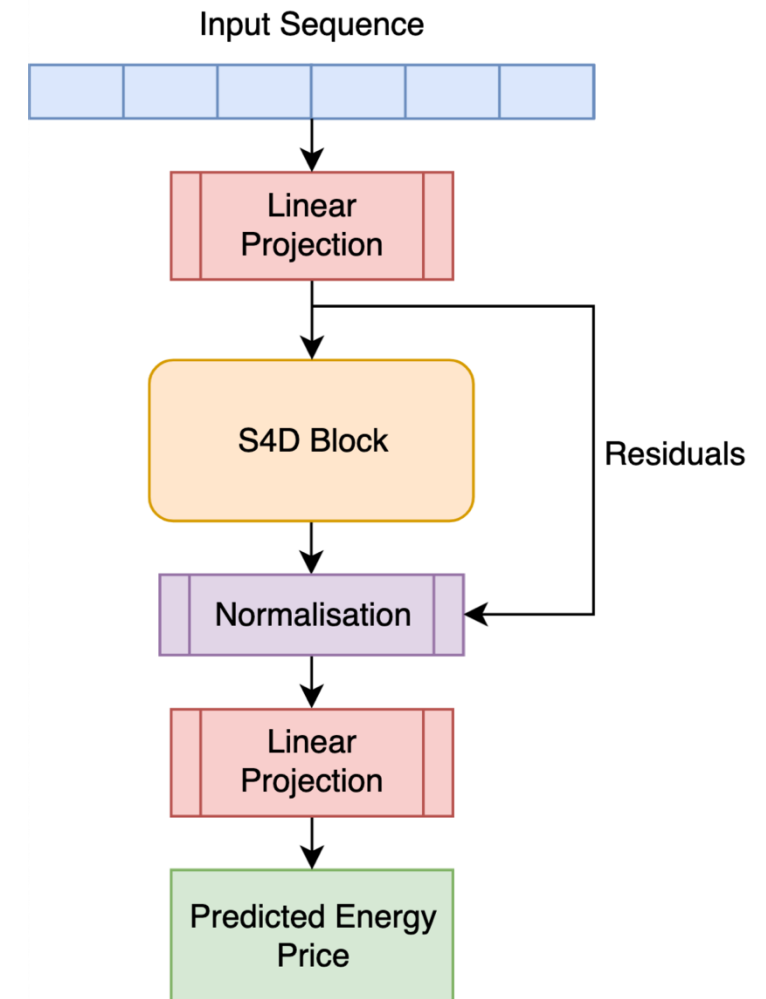 Input Sequence
Linear
Projection
S4D Block
Residuals
Normalisation
Linear
Projection
Predicted Energy
Price